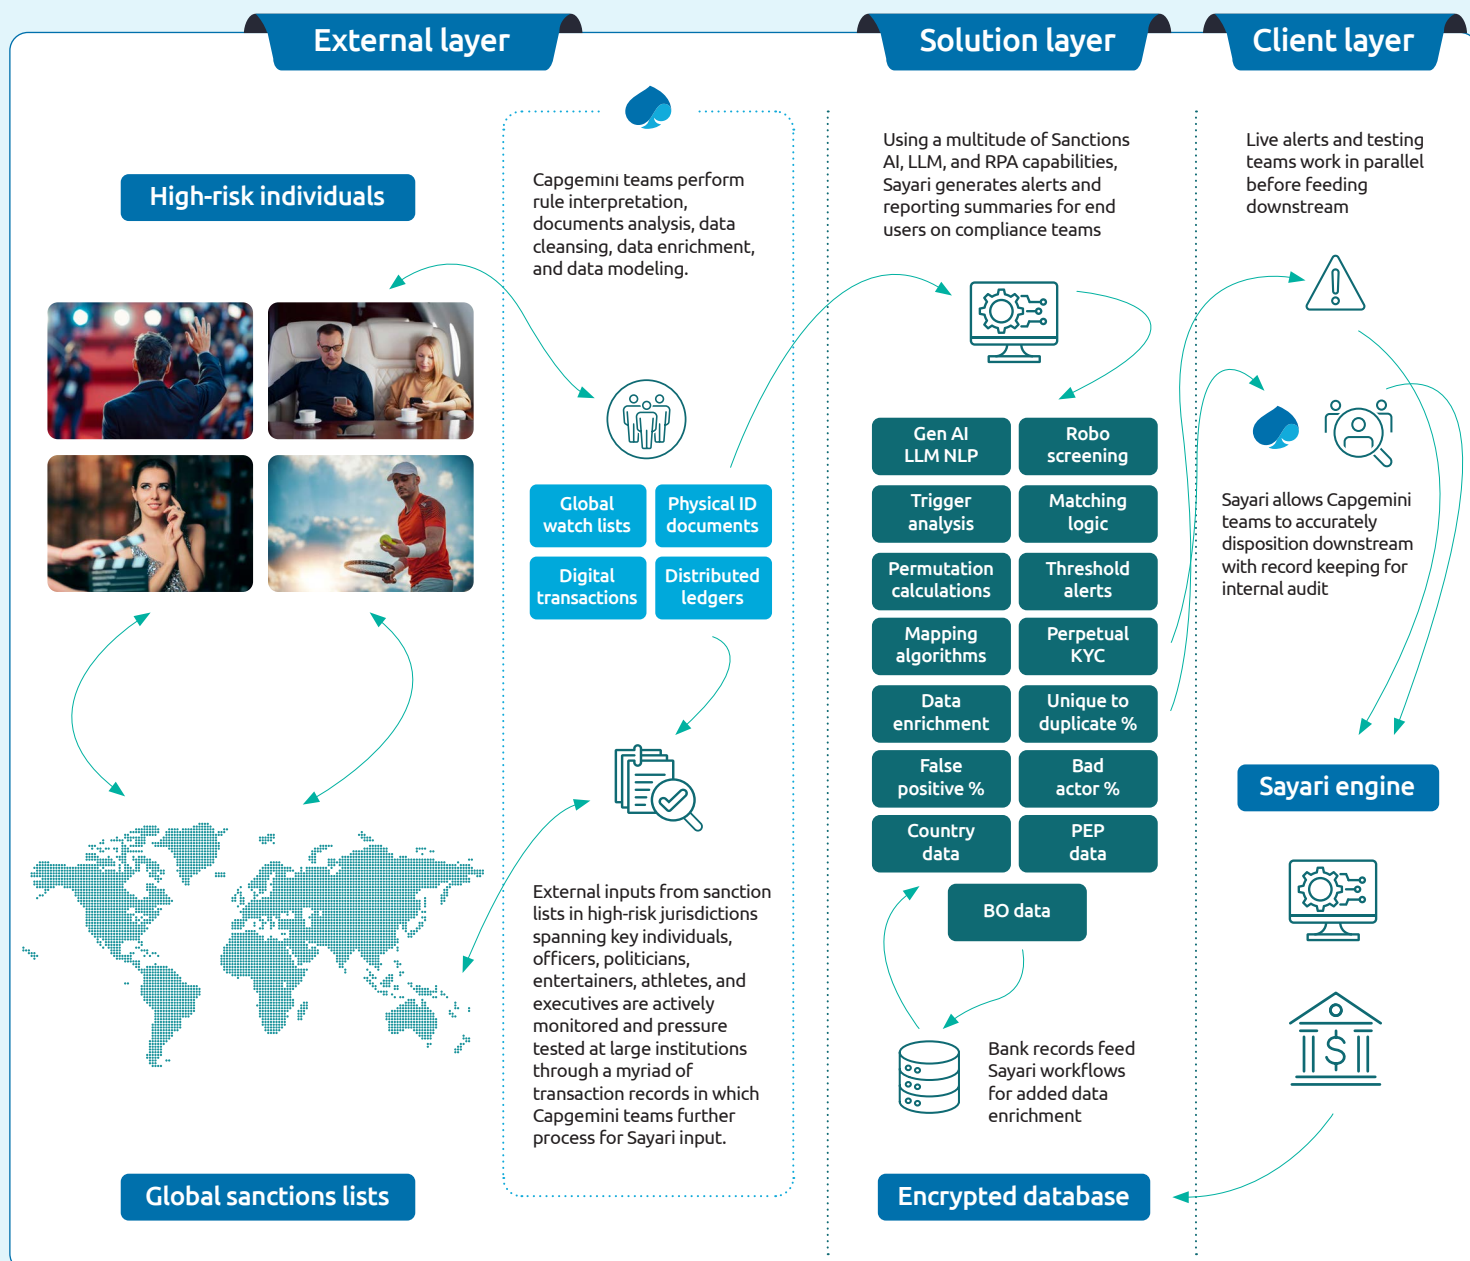 External layer
Solution layer
Client layer
High-risk individuals
Capgemini teams perform
rule interpretation,
documents analysis, data
cleansing, data enrichment,
and data modeling.
Global
watch lists
Physical ID
documents
Digital
transactions
Distributed
ledgers
External inputs from sanction
lists in high-risk jurisdictions
spanning key individuals,
officers, politicians,
entertainers, athletes, and
executives are actively
monitored and pressure
tested at large institutions
through a myriad of
transaction records in which
Capgemini teams further
process for Sayari input.
Global sanctions lists
Using a multitude of Sanctions
AI, LLM, and RPA capabilities,
Sayari generates alerts and
reporting summaries for end
users on compliance teams
Gen AI
LLM NLP
Robo
screening
Trigger
analysis
Matching
logic
Permutation
calculations
Threshold
alerts
Mapping
algorithms
Perpetual
KYC
Data
enrichment
Unique to
duplicate %
False
positive %
Bad
actor %
Country
data
PEP
data
BO data
Bank records feed
Sayari workflows
for added data
enrichment
Encrypted database
Live alerts and testing
teams work in parallel
before feeding
downstream
Sayari allows Capgemini
teams to accurately
disposition downstream
with record keeping for
internal audit
Sayari engine
$